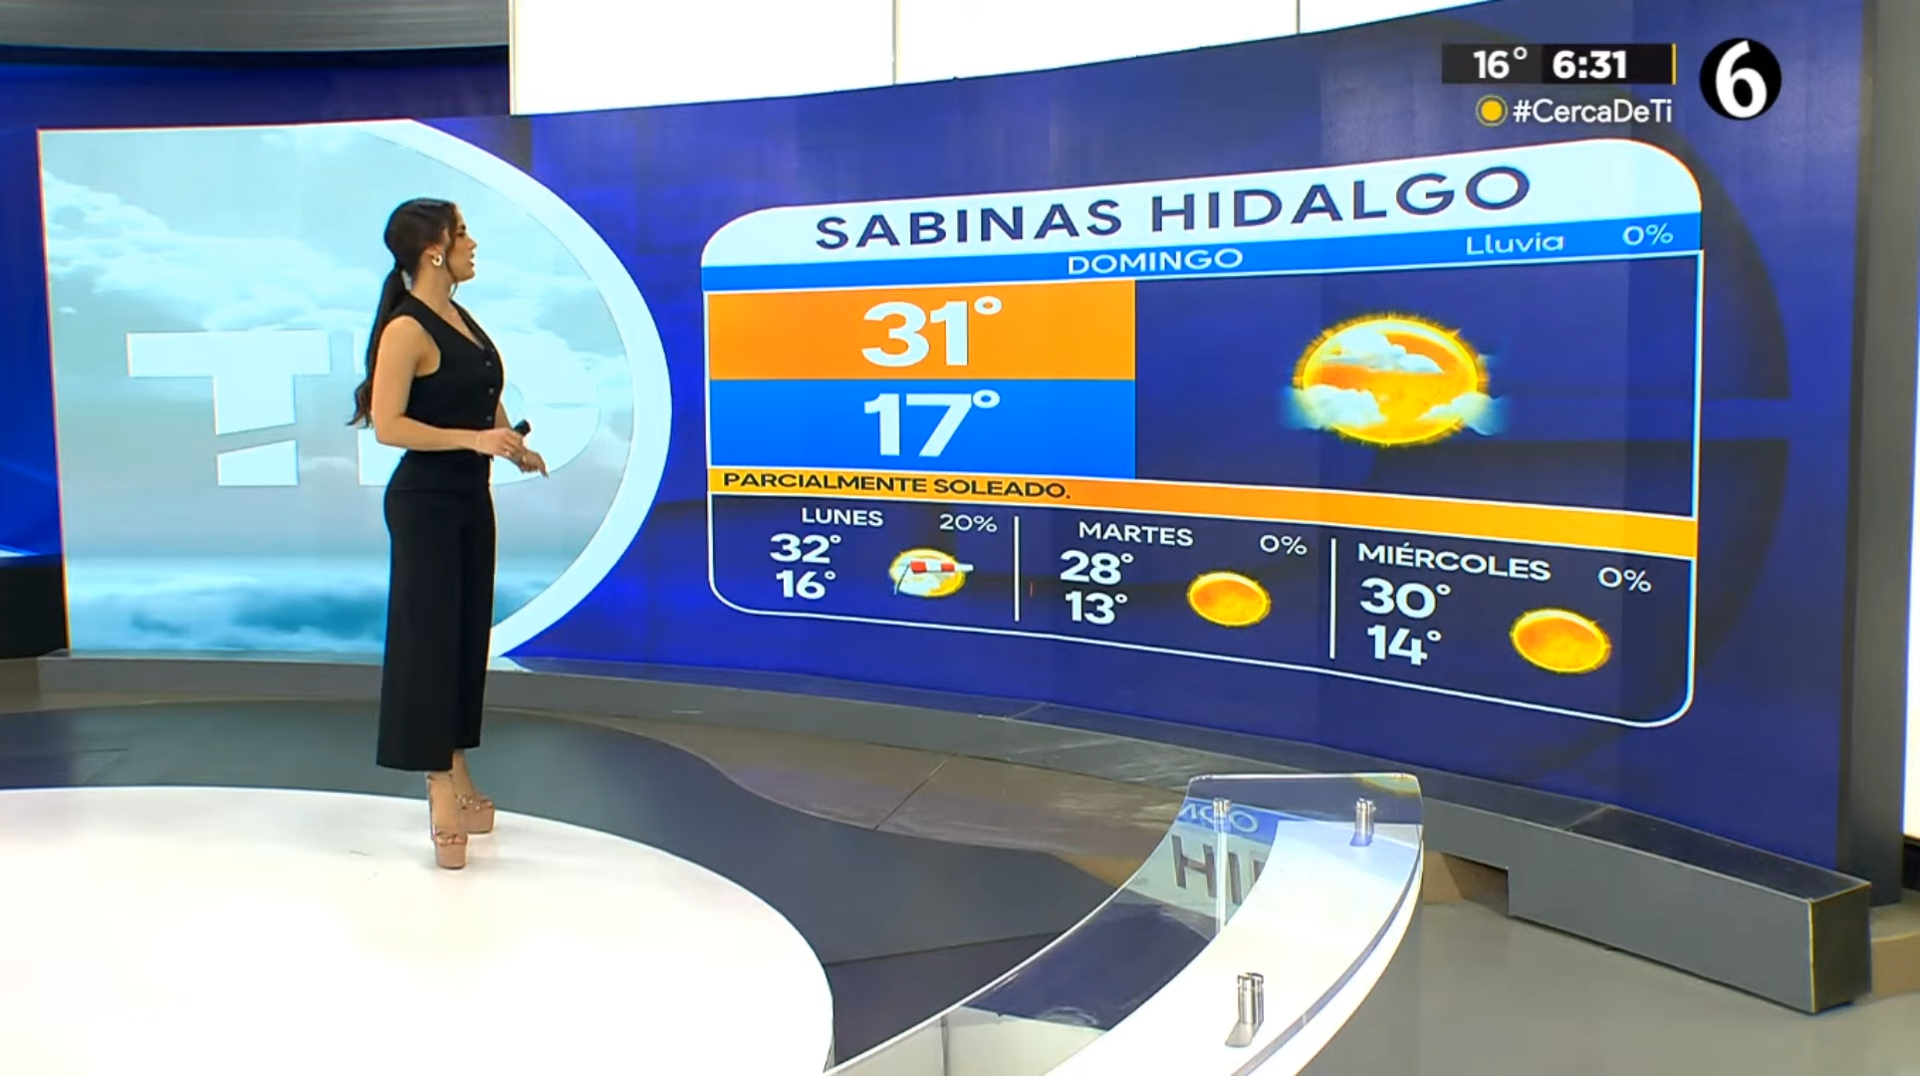 16° 6:31
6
#CercaDeTi
SABINAS HIDALGO
DOMINGO
Lluvia 0%
31°
17°
PARCIALMENTE SOLEADO.
LUNES 20%
32°
16°
MARTES 0%
28°
13°
MIÉRCOLES 0%
30°
14°